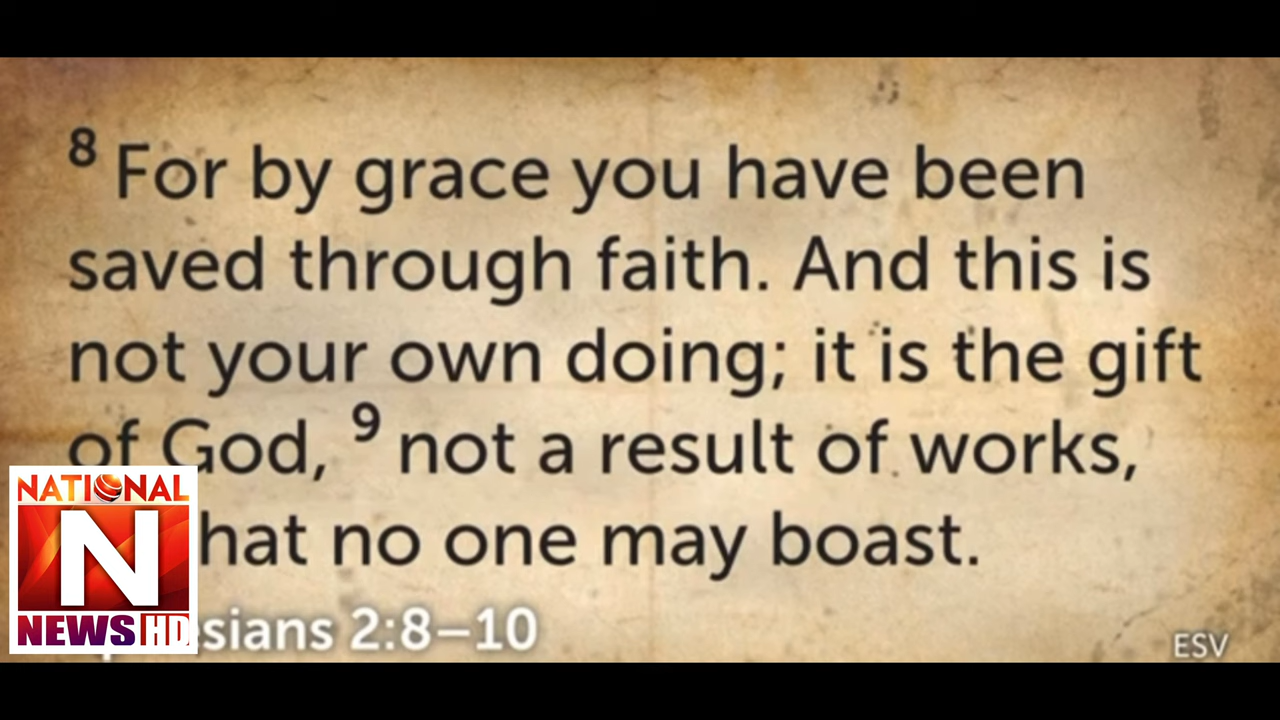 8 For by grace you have been
saved through faith. And this is
not your own doing; it is the gift
of God, 9 not a result of works,
hat no one may boast.
NATIONAL
N
NEWS HD
esians 2:8–10
ESV